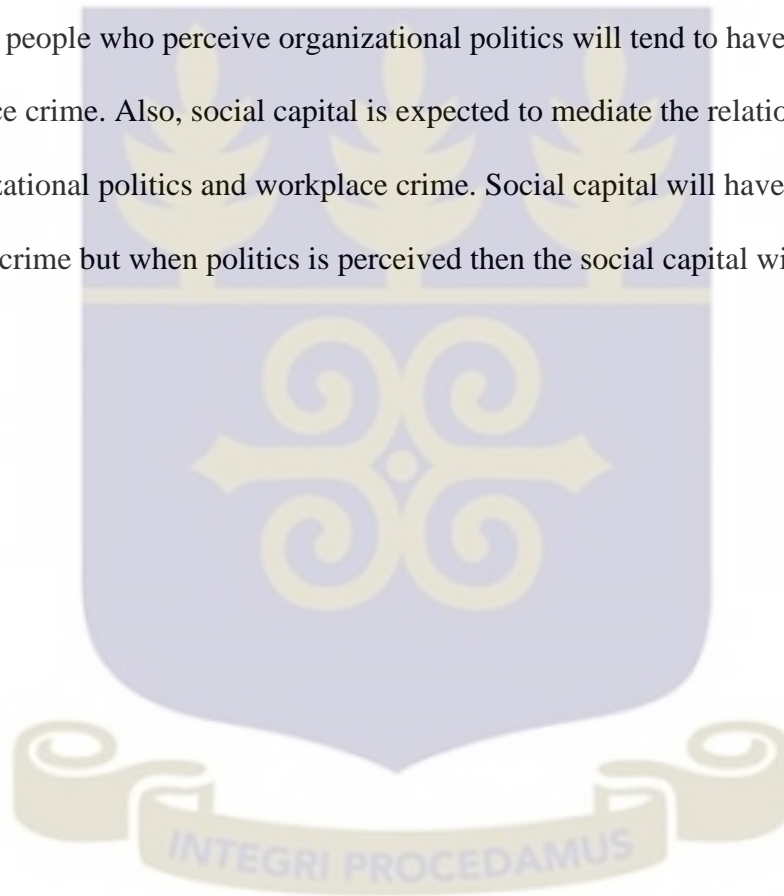 people who perceive organizational politics will tend to have
ce crime. Also, social capital is expected to mediate the relatio
zational politics and workplace crime. Social capital will have
crime but when politics is perceived then the social capital wi
INTEGRI PROCEDAMUS